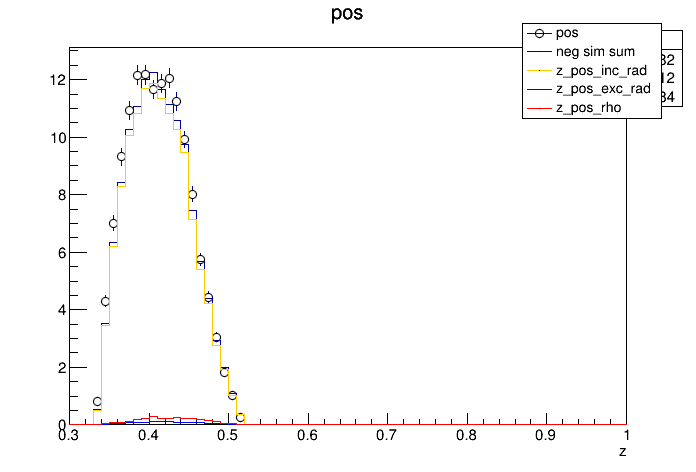 pos
pos
neg sim sum
z_pos_inc_rad
z_pos_exc_rad
z_pos_rho
32
12
34
12
10
8
6
4
2
0
0.3 0.4 0.5 0.6 0.7 0.8 0.9 1
z